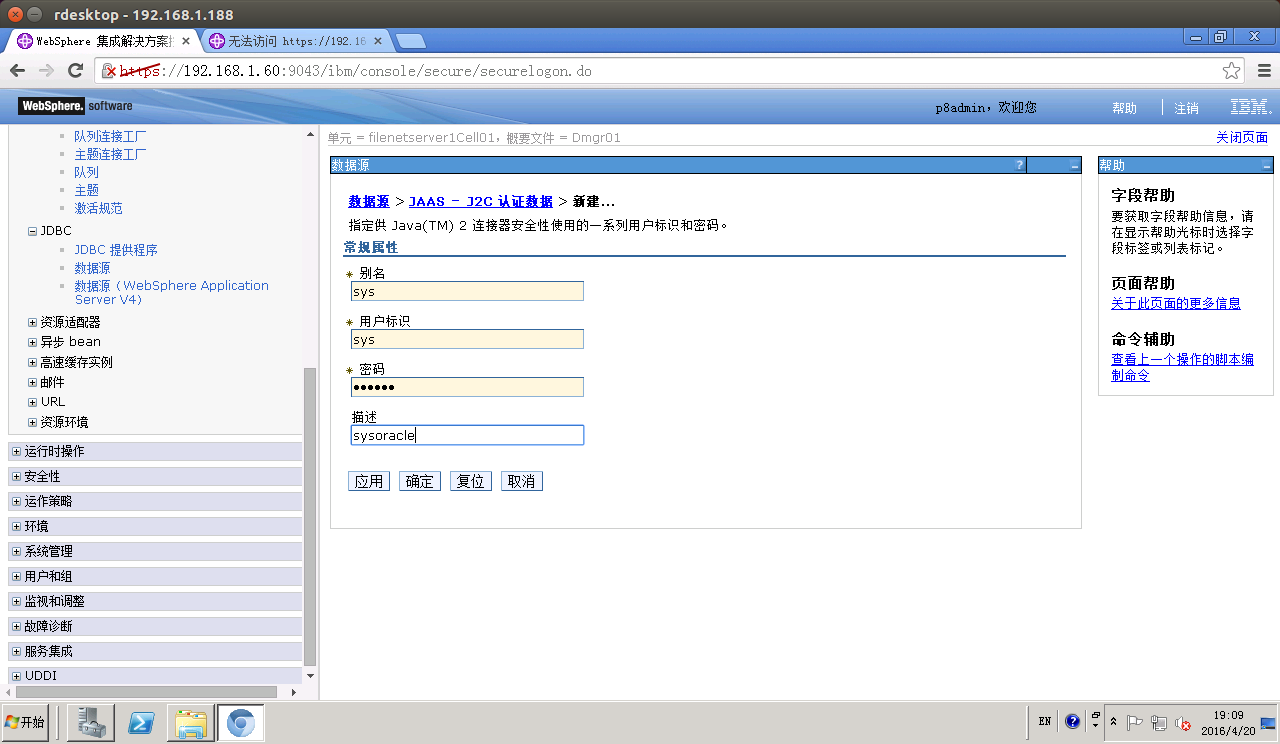 rdesktop - 192.168.1.188
WebSphere 集成解决方案
无法访问 https://192.16
https://192.168.1.60:9043/ibm/console/secure/securelogon.do
WebSphere. software
p8admin，欢迎您
帮助
注销
IBM.
队列连接工厂
主题连接工厂
队列
主题
激活规范
JDBC
JDBC 提供程序
数据源
数据源（WebSphere Application
Server V4）
资源适配器
异步 bean
高速缓存实例
邮件
URL
资源环境
运行时操作
安全性
运作策略
环境
系统管理
用户和组
监视和调整
故障诊断
服务集成
UDDI
单元 = filenetserver1Cell01，概要文件 = Dmgr01
关闭页面
数据源
?
数据源 > JAAS - J2C 认证数据 > 新建...
指定供 Java(TM) 2 连接器安全性使用的一系列用户标识和密码。
常规属性
* 别名
sys
* 用户标识
sys
* 密码
••••••
描述
sysoracle
应用
确定
复位
取消
帮助
字段帮助
要获取字段帮助信息，请
在显示帮助光标时选择字
段标签或列表标记。
页面帮助
关于此页面的更多信息
命令辅助
查看上一个操作的脚本编
制命令
开始
EN
?
19:09
2016/4/20